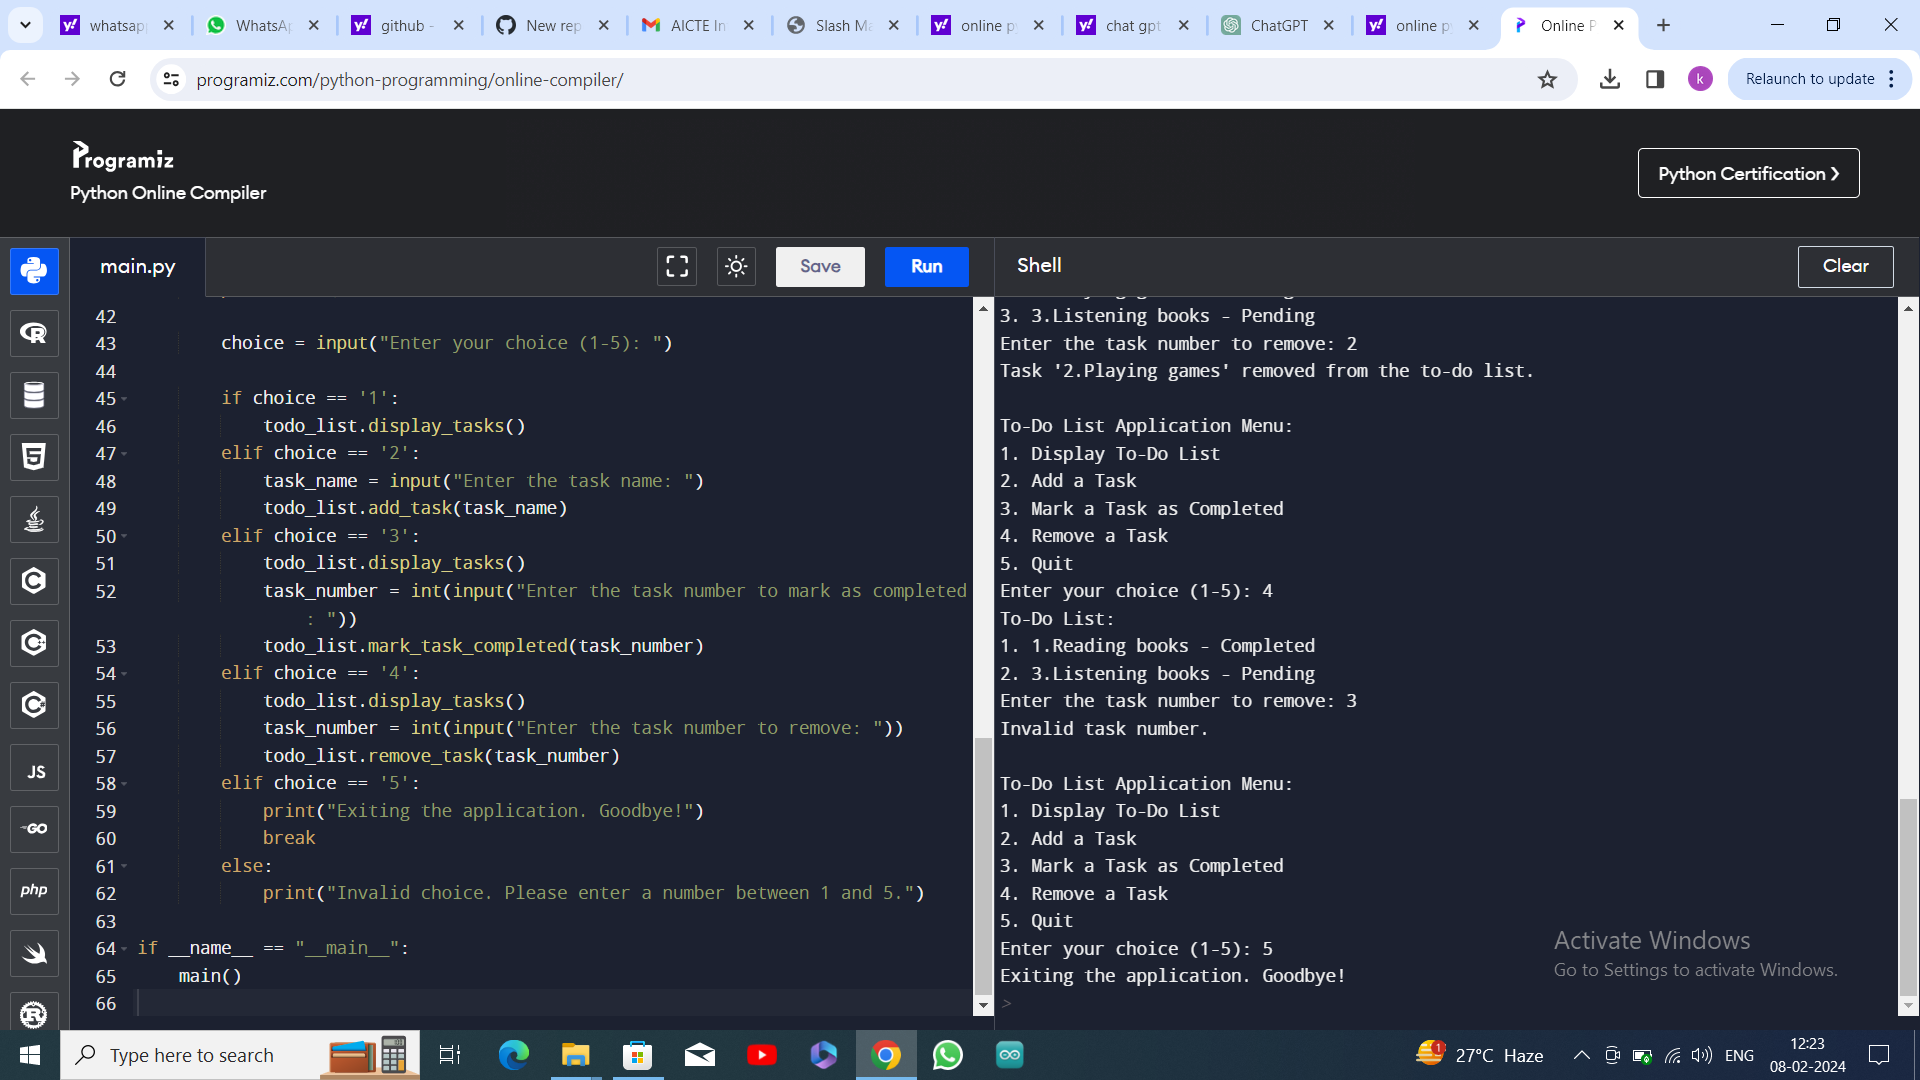 whatsapp
WhatsAp
github -
New rep
AICTE In
Slash Ma
online p
chat gpt
ChatGPT
online p
Online P
programiz.com/python-programming/online-compiler/
k
Relaunch to update
Programiz
Python Online Compiler
Python Certification ❯
main.py
Save
Run
Shell
Clear
42
43 choice = input("Enter your choice (1-5): ")
44
45 if choice == '1':
46 todo_list.display_tasks()
47 elif choice == '2':
48 task_name = input("Enter the task name: ")
49 todo_list.add_task(task_name)
50 elif choice == '3':
51 todo_list.display_tasks()
52 task_number = int(input("Enter the task number to mark as completed
: "))
53 todo_list.mark_task_completed(task_number)
54 elif choice == '4':
55 todo_list.display_tasks()
56 task_number = int(input("Enter the task number to remove: "))
57 todo_list.remove_task(task_number)
58 elif choice == '5':
59 print("Exiting the application. Goodbye!")
60 break
61 else:
62 print("Invalid choice. Please enter a number between 1 and 5.")
63
64 if __name__ == "__main__":
65 main()
66
3. 3.Listening books - Pending
Enter the task number to remove: 2
Task '2.Playing games' removed from the to-do list.
To-Do List Application Menu:
1. Display To-Do List
2. Add a Task
3. Mark a Task as Completed
4. Remove a Task
5. Quit
Enter your choice (1-5): 4
To-Do List:
1. 1.Reading books - Completed
2. 3.Listening books - Pending
Enter the task number to remove: 3
Invalid task number.
To-Do List Application Menu:
1. Display To-Do List
2. Add a Task
3. Mark a Task as Completed
4. Remove a Task
5. Quit
Enter your choice (1-5): 5
Exiting the application. Goodbye!
>
JS
GO
php
Activate Windows
Go to Settings to activate Windows.
Type here to search
1
27°C Haze
ENG
12:23
08-02-2024